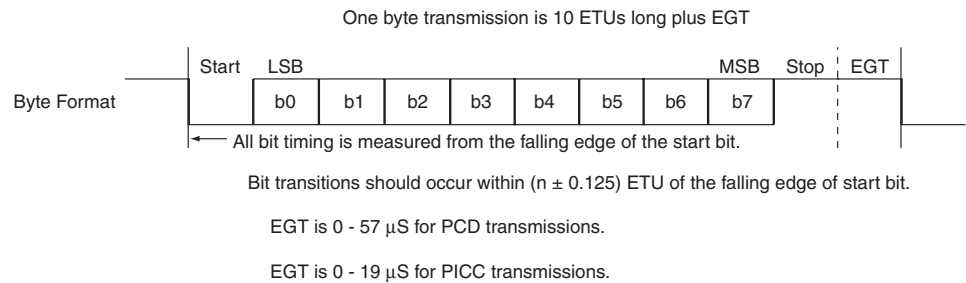 One byte transmission is 10 ETUs long plus EGT
Start LSB MSB Stop EGT
Byte Format b0 b1 b2 b3 b4 b5 b6 b7
All bit timing is measured from the falling edge of the start bit.
Bit transitions should occur within (n ± 0.125) ETU of the falling edge of start bit.
EGT is 0 - 57 μS for PCD transmissions.
EGT is 0 - 19 μS for PICC transmissions.